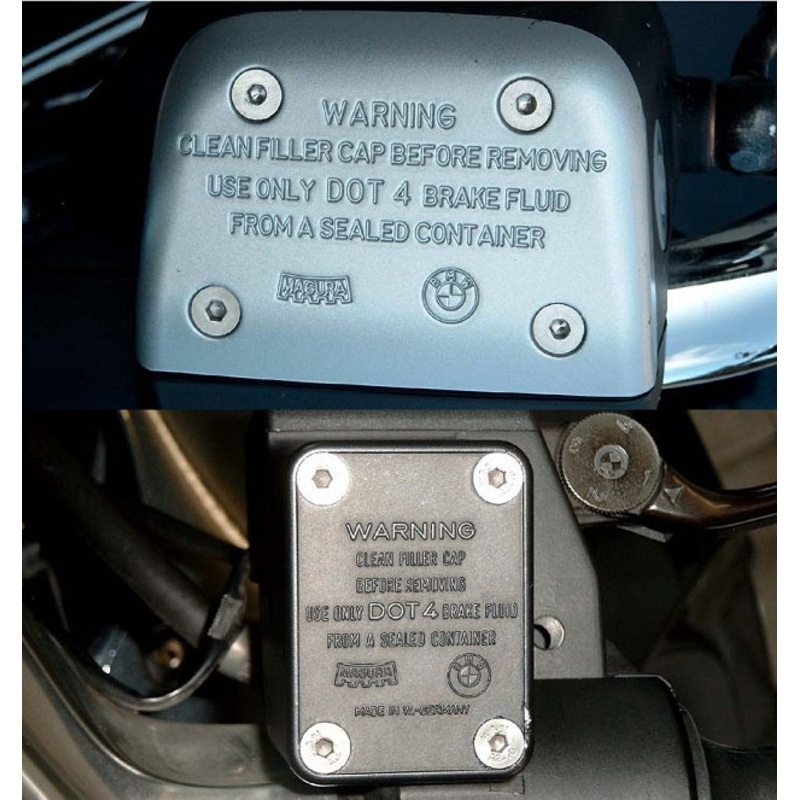 WARNING
CLEAN FILLER CAP BEFORE REMOVING
USE ONLY DOT 4 BRAKE FLUID
FROM A SEALED CONTAINER
MAGURA
BMW
WARNING
CLEAN FILLER CAP
BEFORE REMOVING
USE ONLY DOT 4 BRAKE FLUID
FROM A SEALED CONTAINER
MAGURA
BMW
MADE IN W.-GERMANY